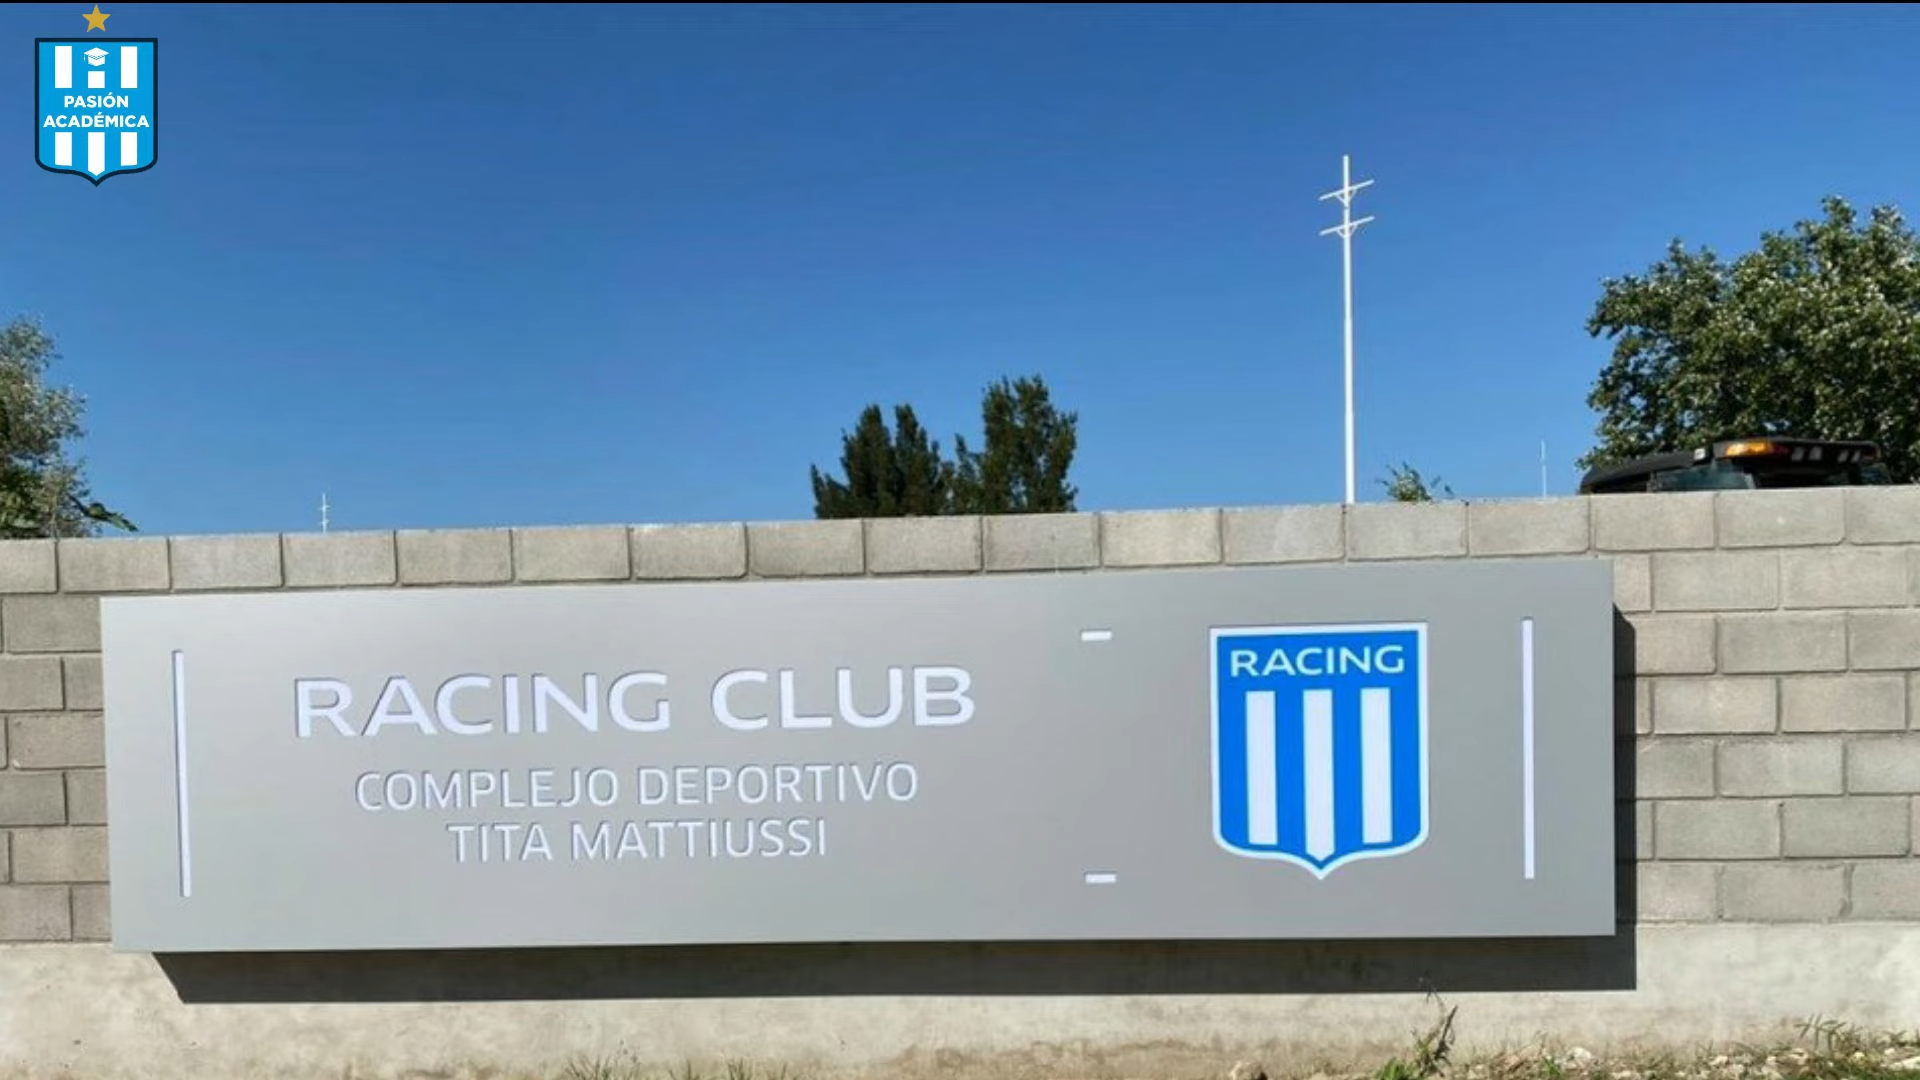 PASIÓN
ACADÉMICA
RACING CLUB
COMPLEJO DEPORTIVO
TITA MATTIUSSI
RACING